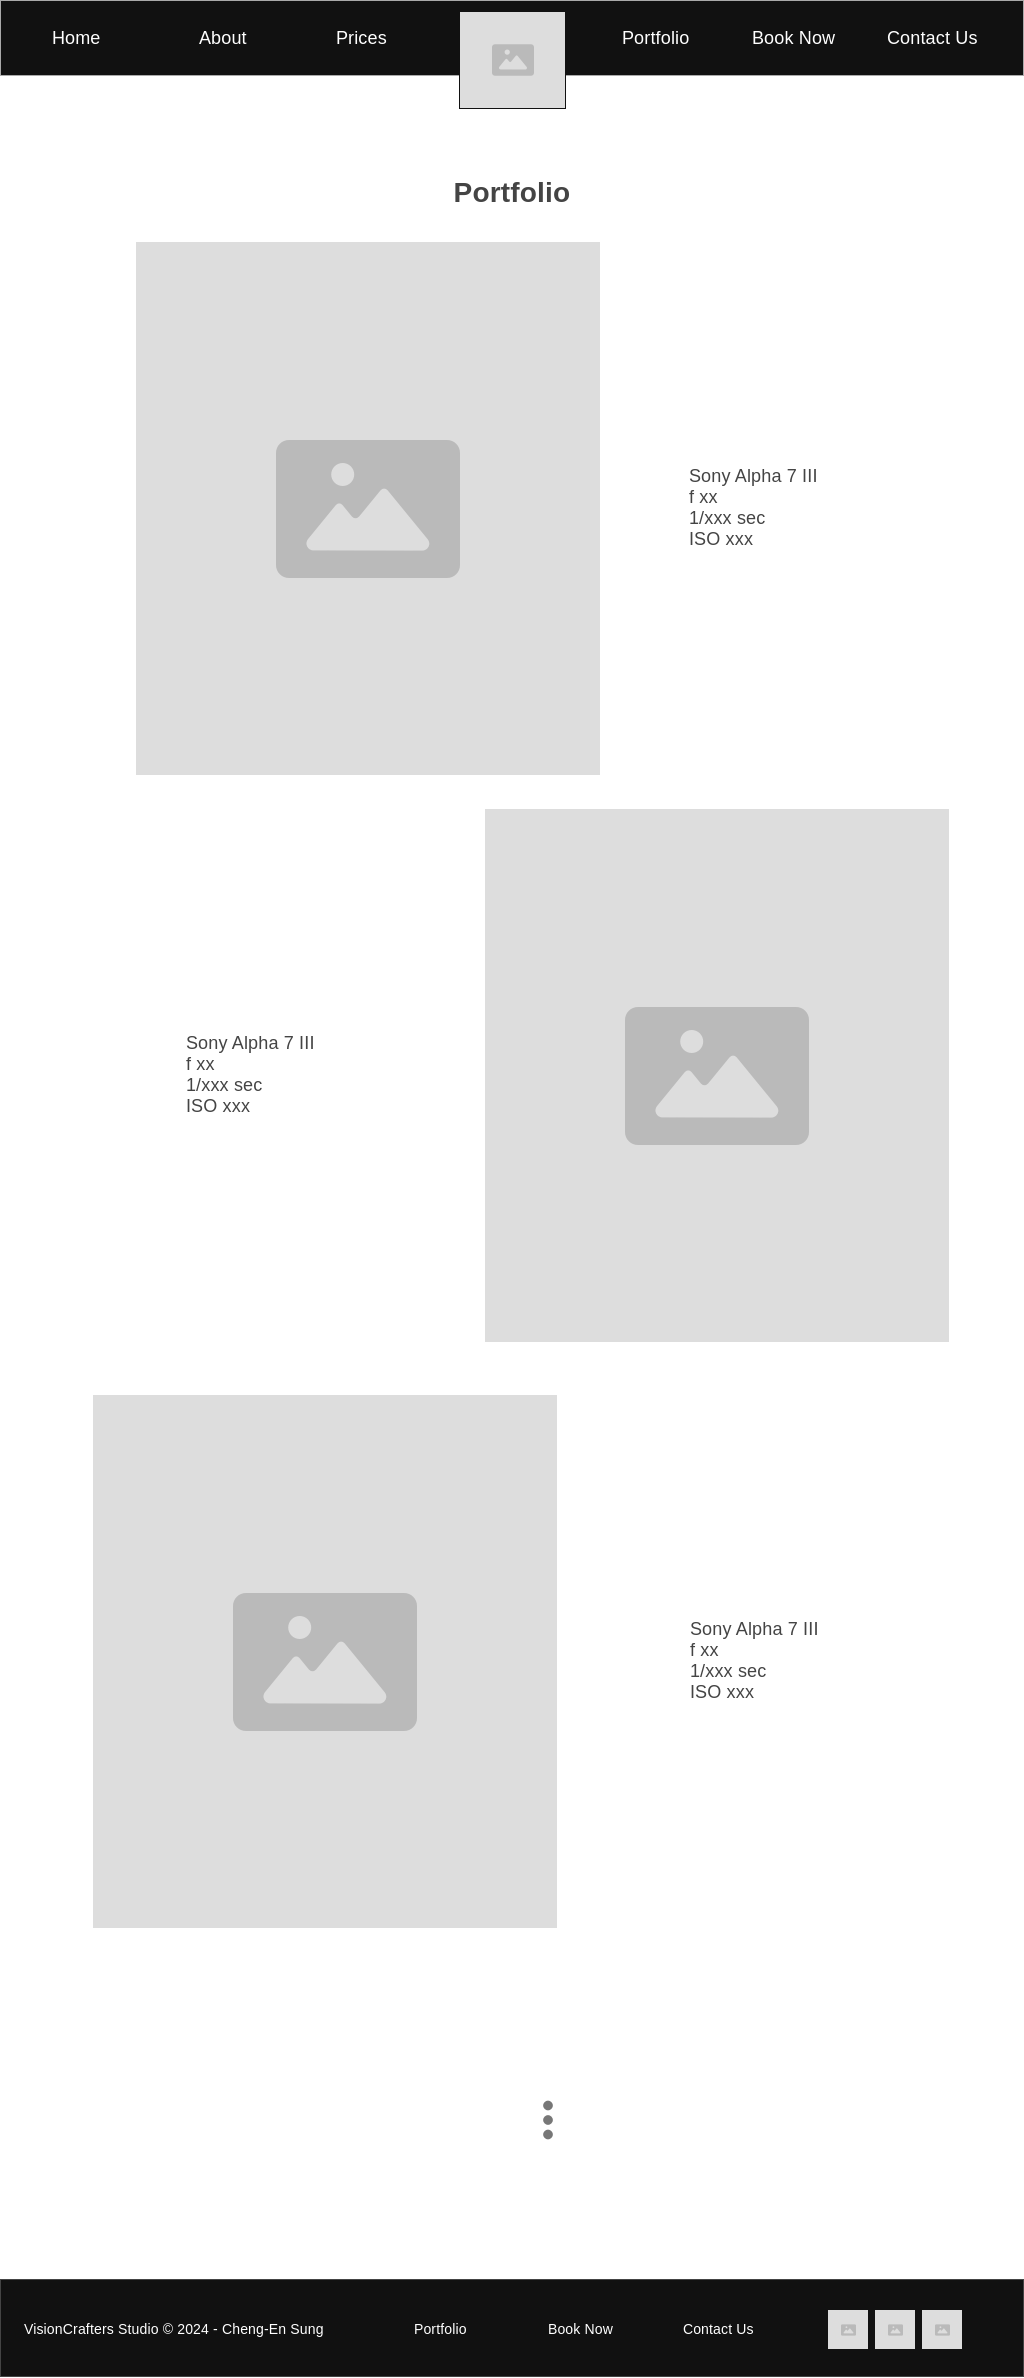 Home About Prices Portfolio Book Now Contact Us
Portfolio
Sony Alpha 7 III
f xx
1/xxx sec
ISO xxx
Sony Alpha 7 III
f xx
1/xxx sec
ISO xxx
Sony Alpha 7 III
f xx
1/xxx sec
ISO xxx
VisionCrafters Studio © 2024 - Cheng-En Sung Portfolio Book Now Contact Us